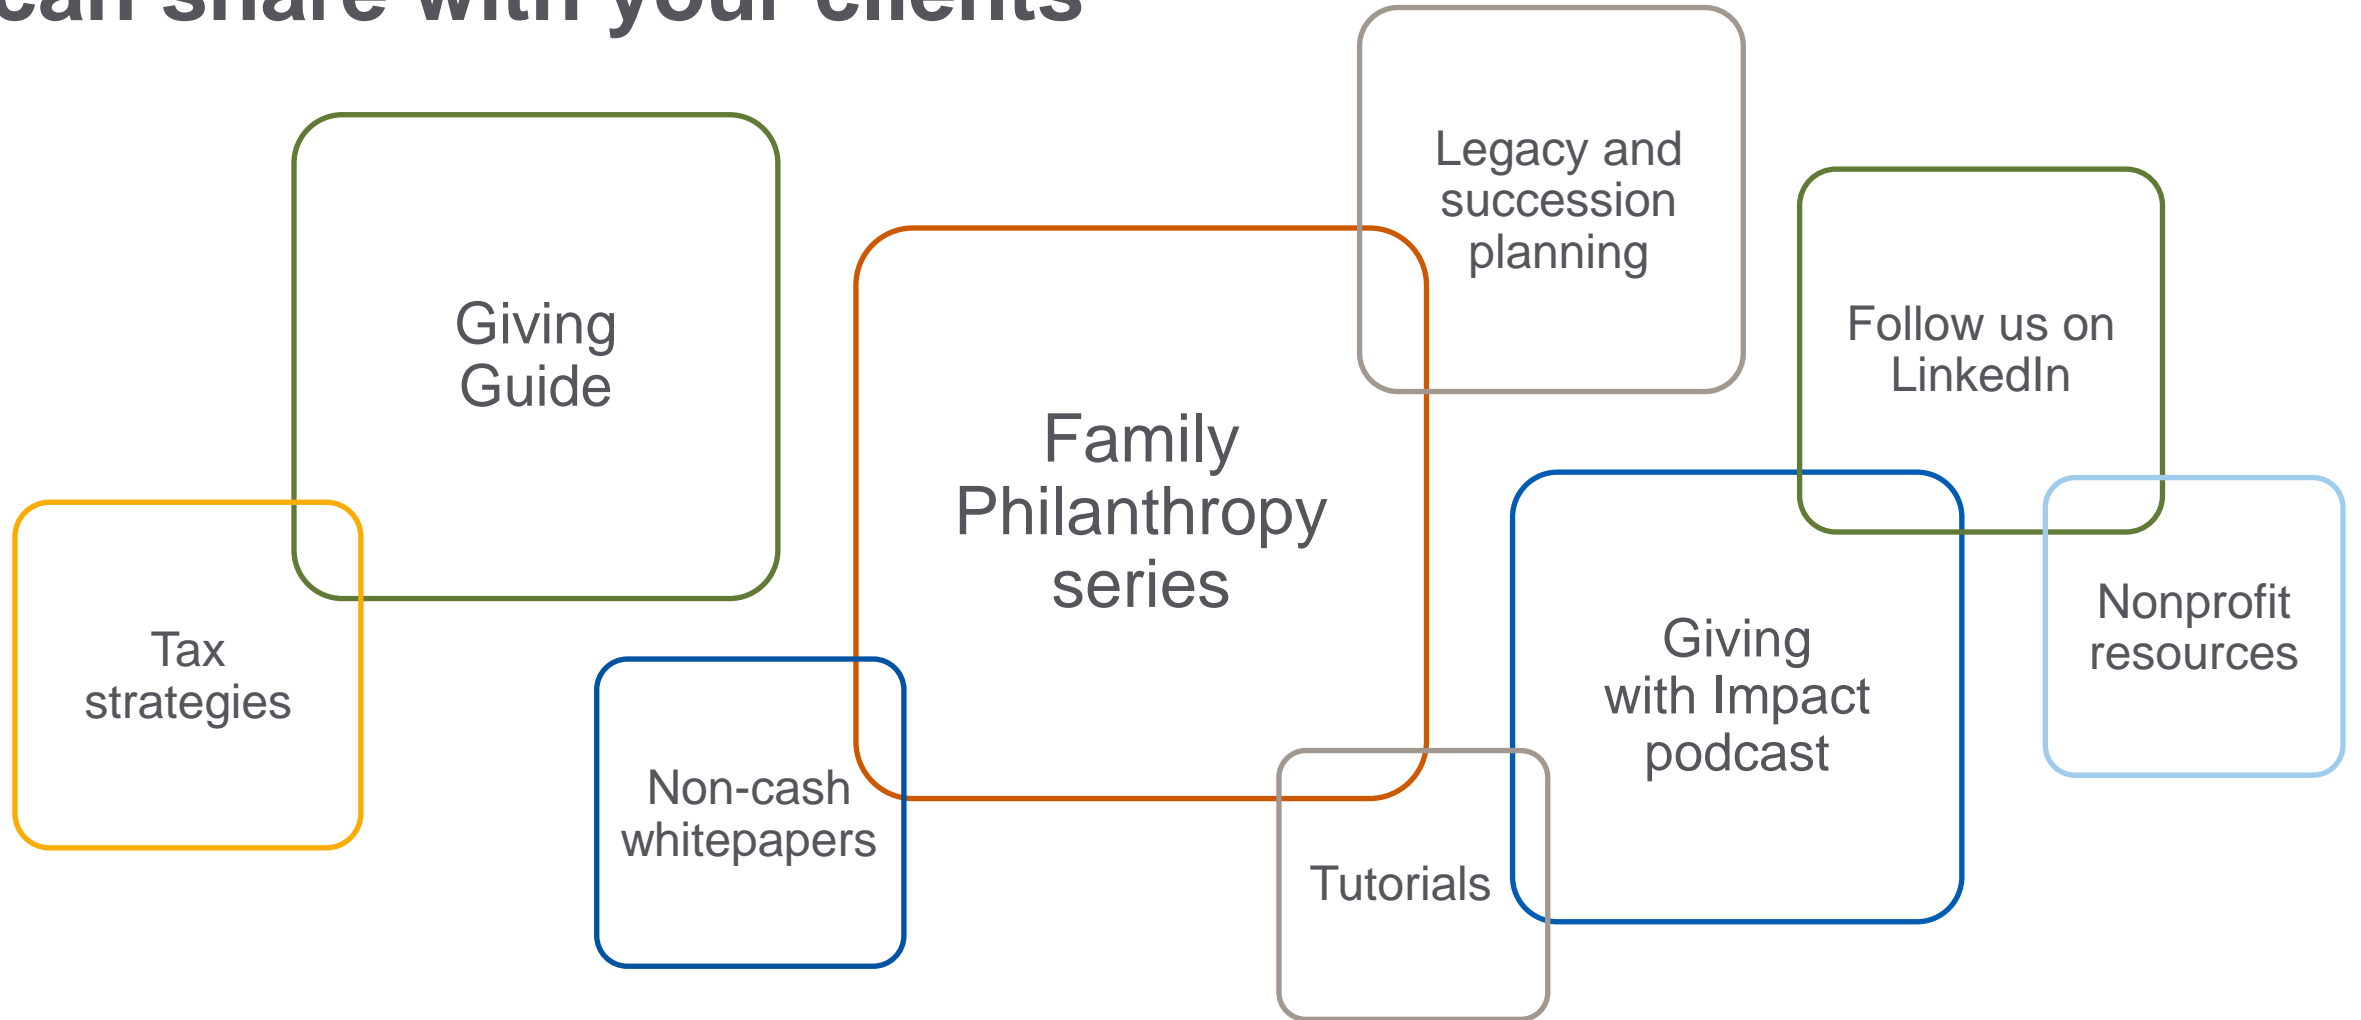 can share with your clients
Giving
Guide
Tax
strategies
Non-cash
whitepapers
Family
Philanthropy
series
Legacy and
succession
planning
Tutorials
Giving
with Impact
podcast
Follow us on
LinkedIn
Nonprofit
resources